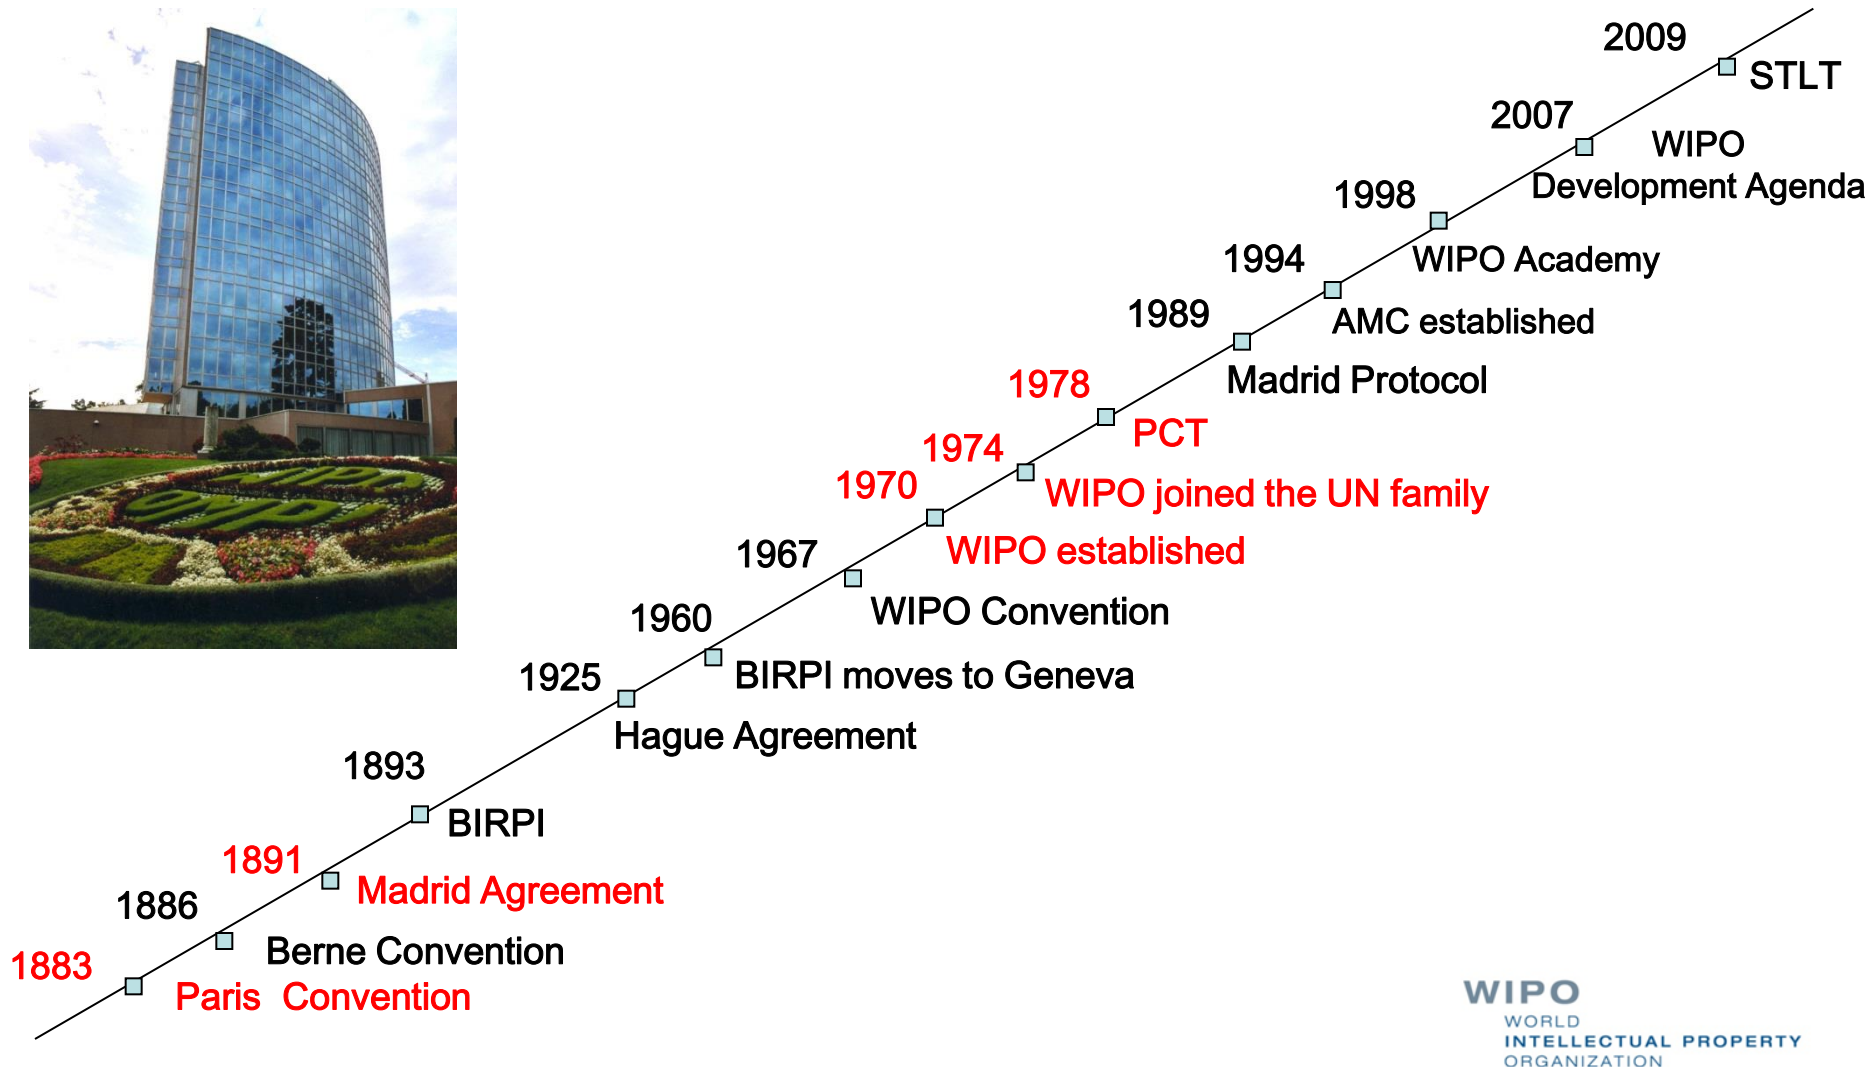 2009
STLT
2007
WIPO
Development Agenda
1998
WIPO Academy
1994
AMC established
1989
Madrid Protocol
1978
PCT
1974
WIPO joined the UN family
1970
WIPO established
1967
WIPO Convention
1960
BIRPI moves to Geneva
1925
Hague Agreement
1893
BIRPI
1891
Madrid Agreement
1886
Berne Convention
1883
Paris Convention
WIPO
OMPI
WIPO
WORLD
INTELLECTUAL PROPERTY
ORGANIZATION